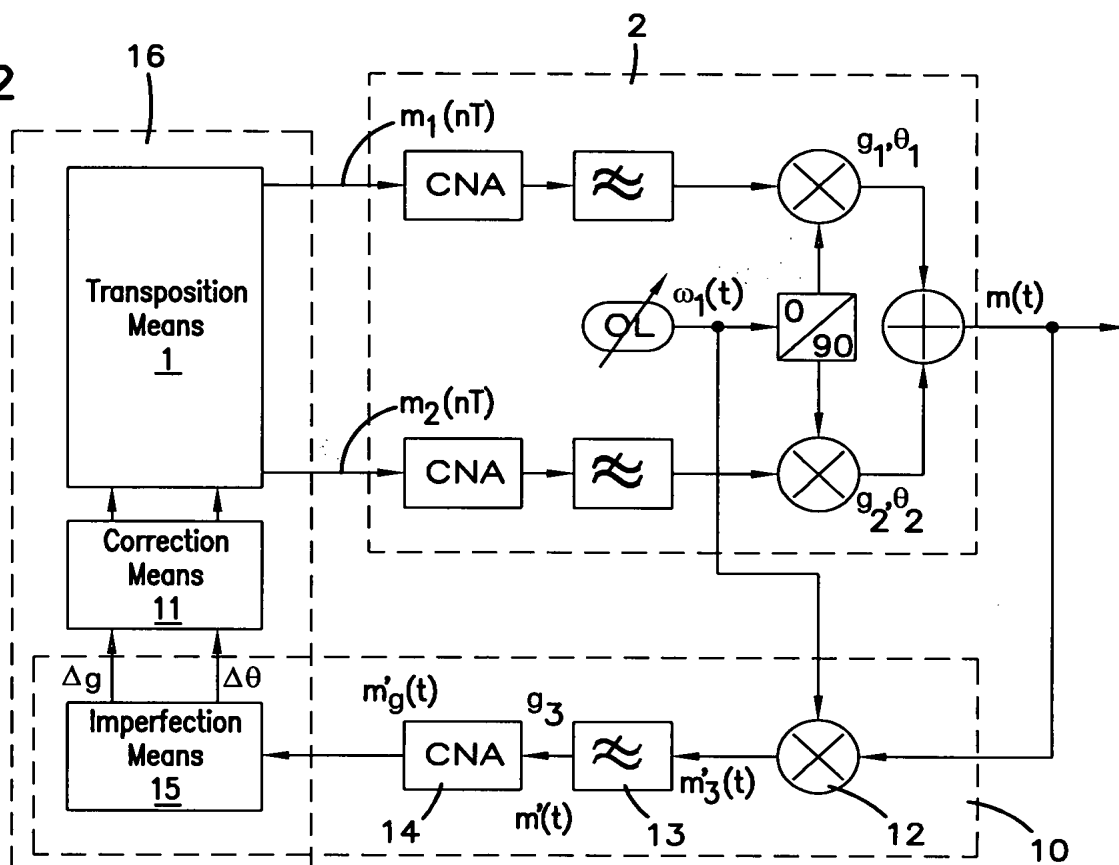 2
16
2
m₁(nT)
g₁,θ₁
CNA
Transposition
Means
1
ω₁(t)
m(t)
OL
0
90
m₂(nT)
CNA
g₂,θ₂
Correction
Means
11
Δg
Δθ
m'g(t)
g₃
Imperfection
Means
15
CNA
m'₃(t)
m'(t)
14
13
12
10